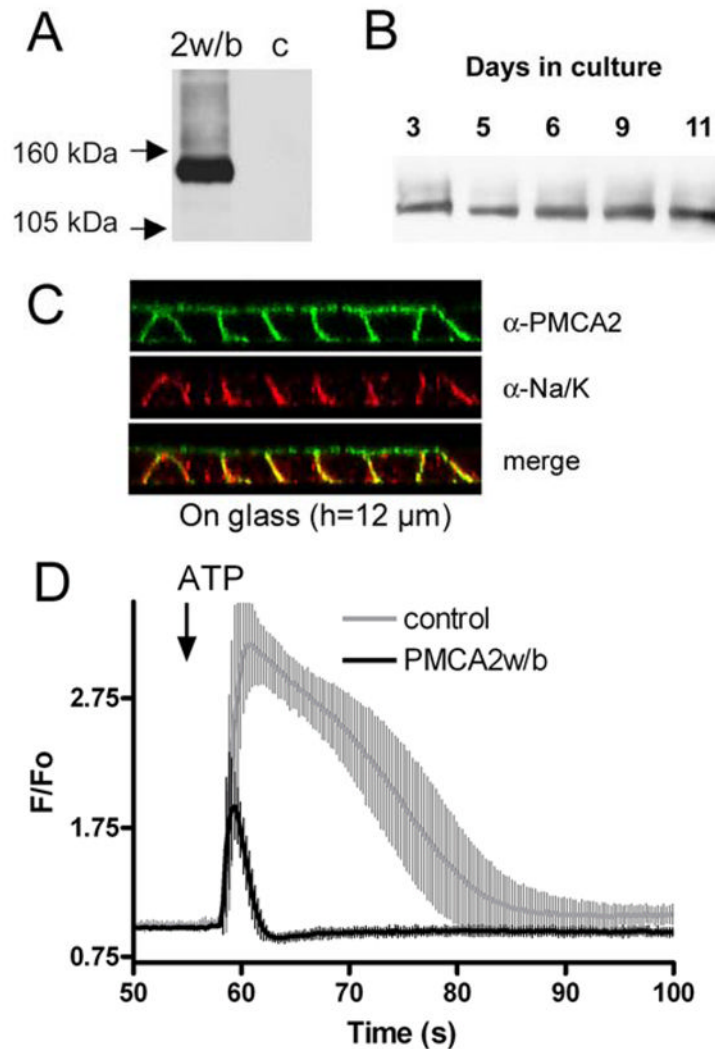 A
2w/b c
160 kDa
105 kDa
B
Days in culture
3 5 6 9 11
C
α-PMCA2
α-Na/K
merge
On glass (h=12 μm)
D
ATP
control
PMCA2w/b
2.75
1.75
0.75
F/Fo
50 60 70 80 90 100
Time (s)